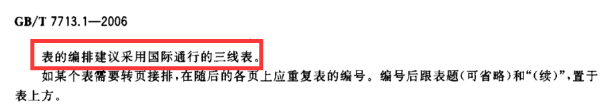 GB/T 7713.1—2006
表的编排建议采用国际通行的三线表。
如某个表需要转页接排,在随后的各页上应重复表的编号。编号后跟表题(可省略)和“(续)”,置于
表上方。